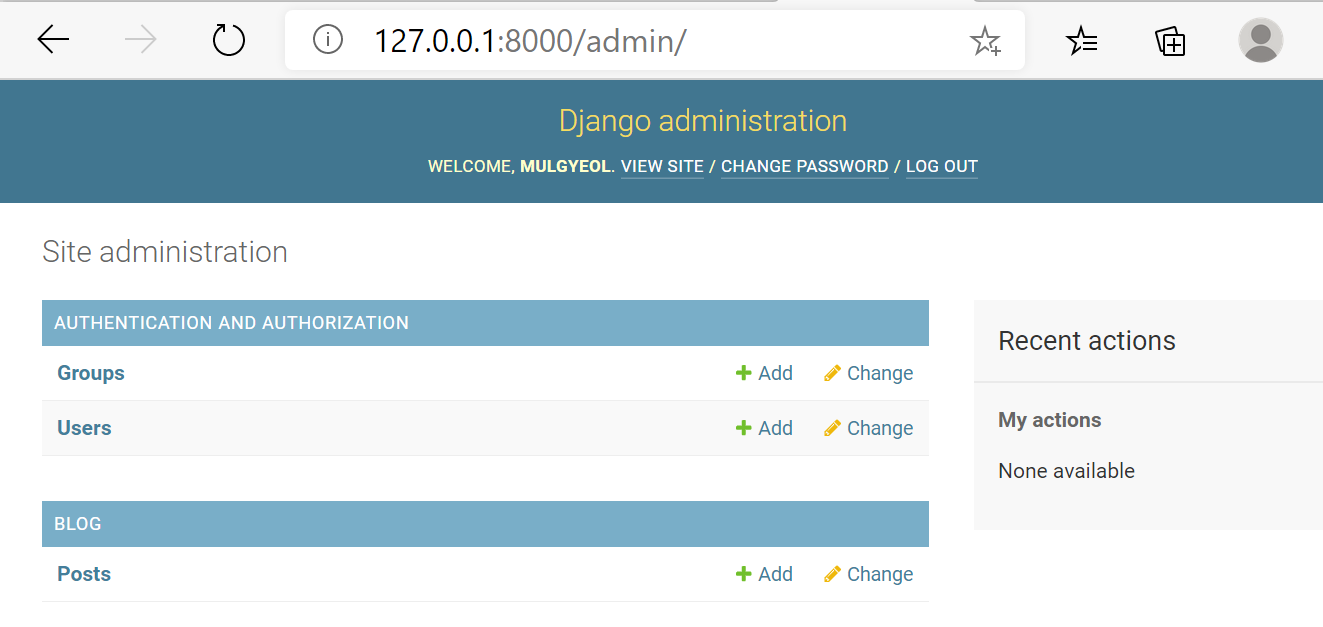 127.0.0.1:8000/admin/
Django administration
WELCOME, MULGYEOL. VIEW SITE / CHANGE PASSWORD / LOG OUT
Site administration
AUTHENTICATION AND AUTHORIZATION
Groups Add Change
Users Add Change
BLOG
Posts Add Change
Recent actions
My actions
None available